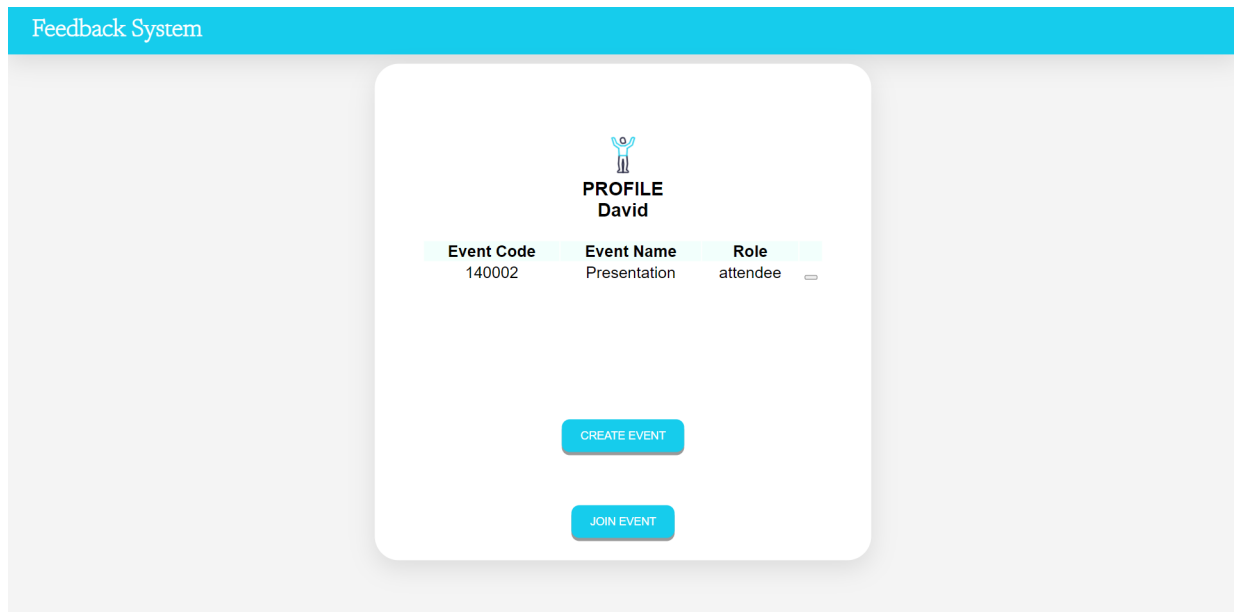 Feedback System
PROFILE
David
Event Code Event Name Role
140002 Presentation attendee
CREATE EVENT
JOIN EVENT